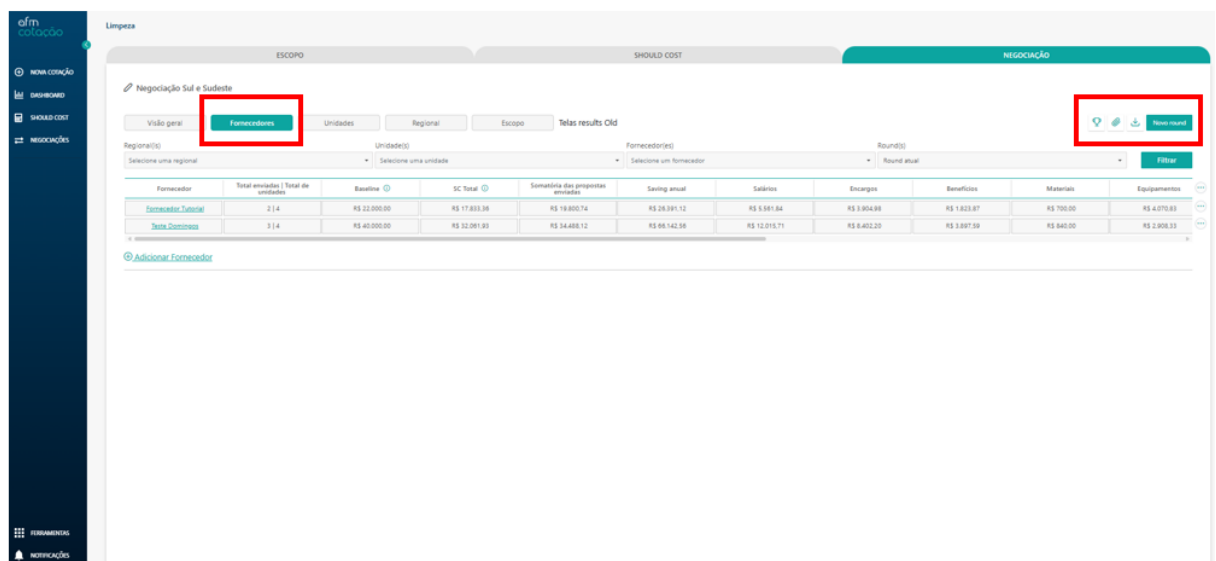 afm
cotação
Limpeza
ESCOPO SHOULD COST NEGOCIAÇÃO
NOVA COTAÇÃO
DASHBOARD
SHOULD COST
NEGOCIAÇÕES
Negociação Sul e Sudeste
Visão geral Fornecedores Unidades Regional Escopo Telas results Old Novo round
Regional(is) Unidade(s) Fornecedor(es) Round(s)
Selecione uma regional Selecione uma unidade Selecione um fornecedor Round atual Filtrar
Fornecedor Total enviadas | Total de unidades Baseline SC Total Somatória das propostas enviadas Saving anual Salários Encargos Benefícios Materiais Equipamentos
Fornecedor Tutorial 2 | 4 R$ 22.000,00 R$ 17.833,36 R$ 19.800,74 R$ 26.391,12 R$ 5.561,84 R$ 3.904,88 R$ 1.823,87 R$ 700,00 R$ 4.070,83
Teste Domingos 3 | 4 R$ 40.000,00 R$ 32.061,93 R$ 34.488,12 R$ 66.142,56 R$ 12.015,71 R$ 8.402,20 R$ 3.897,59 R$ 840,00 R$ 2.908,33
Adicionar Fornecedor
FERRAMENTAS
NOTIFICAÇÕES